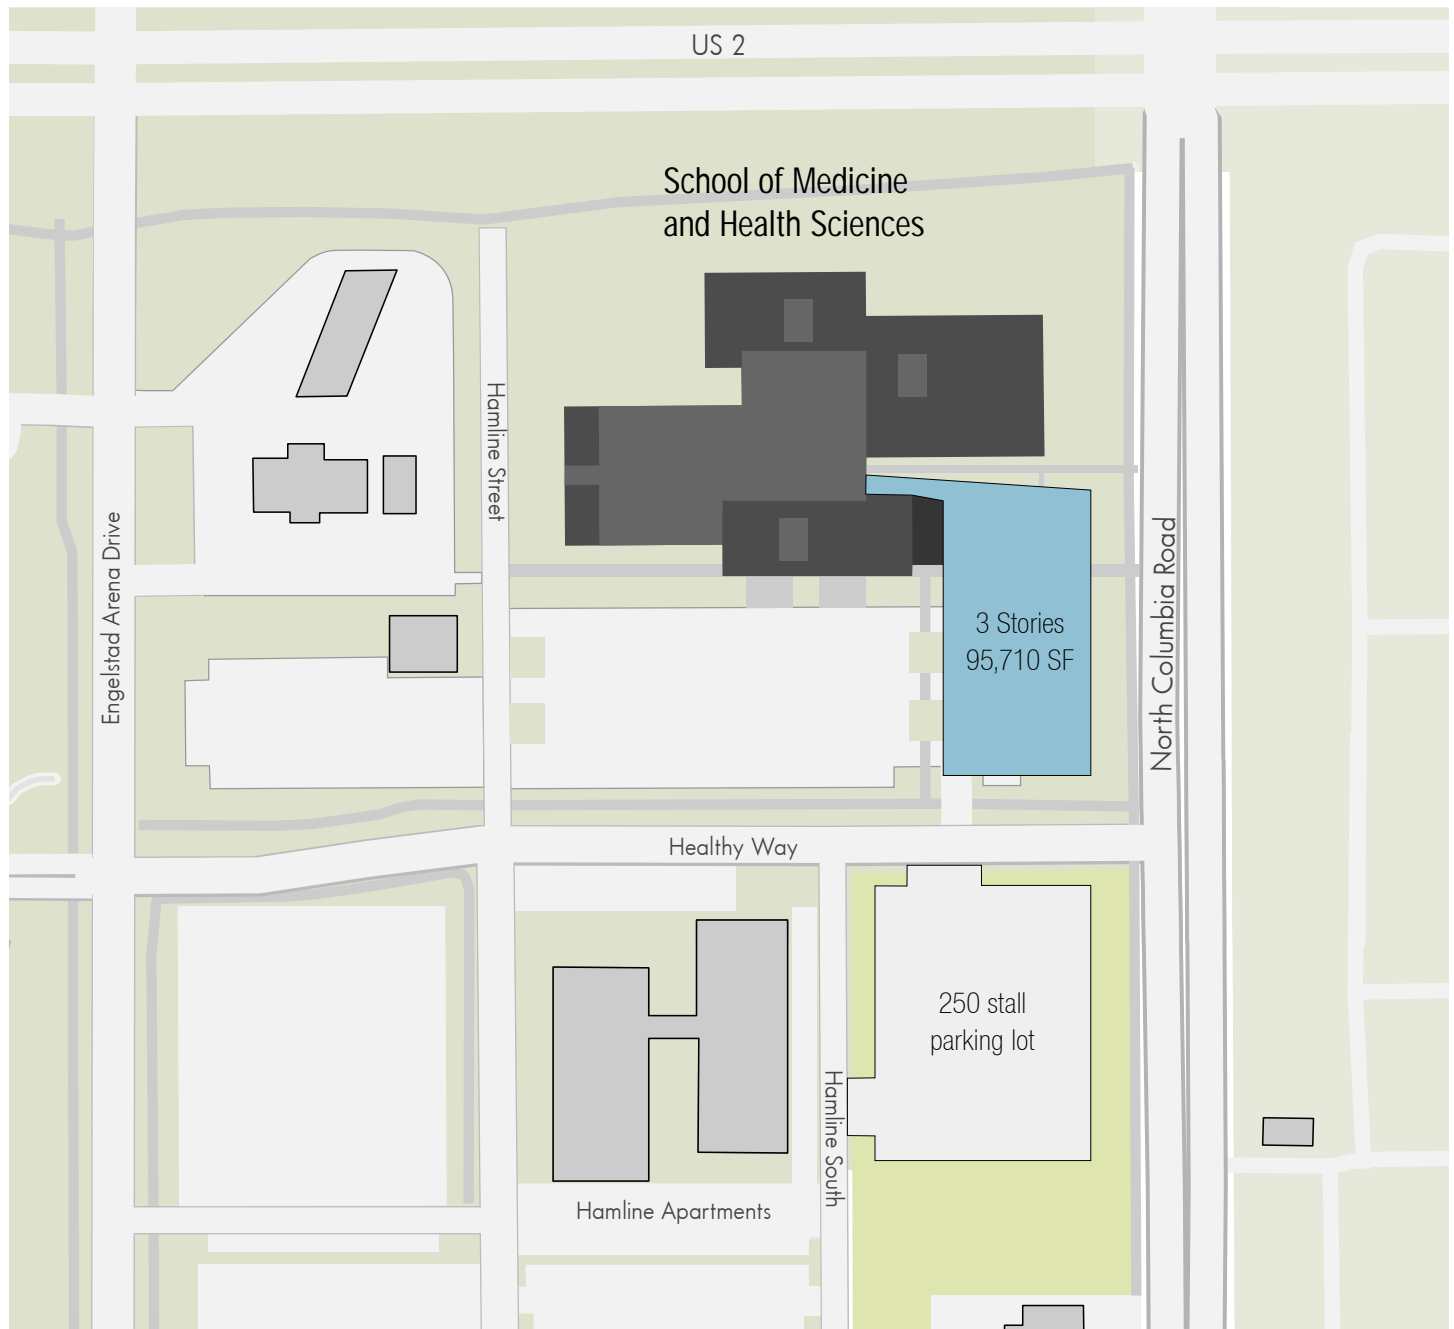 US 2
School of Medicine
and Health Sciences
Hamline Street
Engelstad Arena Drive
North Columbia Road
3 Stories
95,710 SF
Healthy Way
250 stall
parking lot
Hamline South
Hamline Apartments